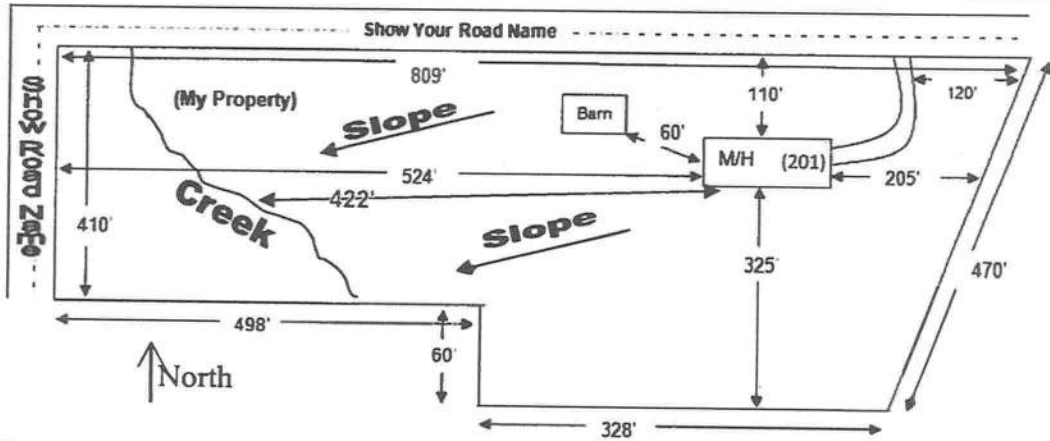 Show Your Road Name
Show Road Name
809'
(My Property)
110'
120'
Slope
Barn
60'
M/H (201)
524'
205'
422'
Creek
410'
Slope
325'
470'
498'
60'
North
328'